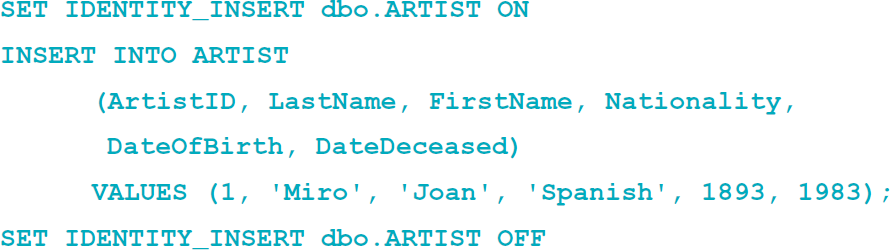 SET IDENTITY_INSERT dbo.ARTIST ON
INSERT INTO ARTIST
(ArtistID, LastName, FirstName, Nationality,
DateOfBirth, DateDeceased)
VALUES (1, 'Miro', 'Joan', 'Spanish', 1893, 1983);
SET IDENTITY_INSERT dbo.ARTIST OFF